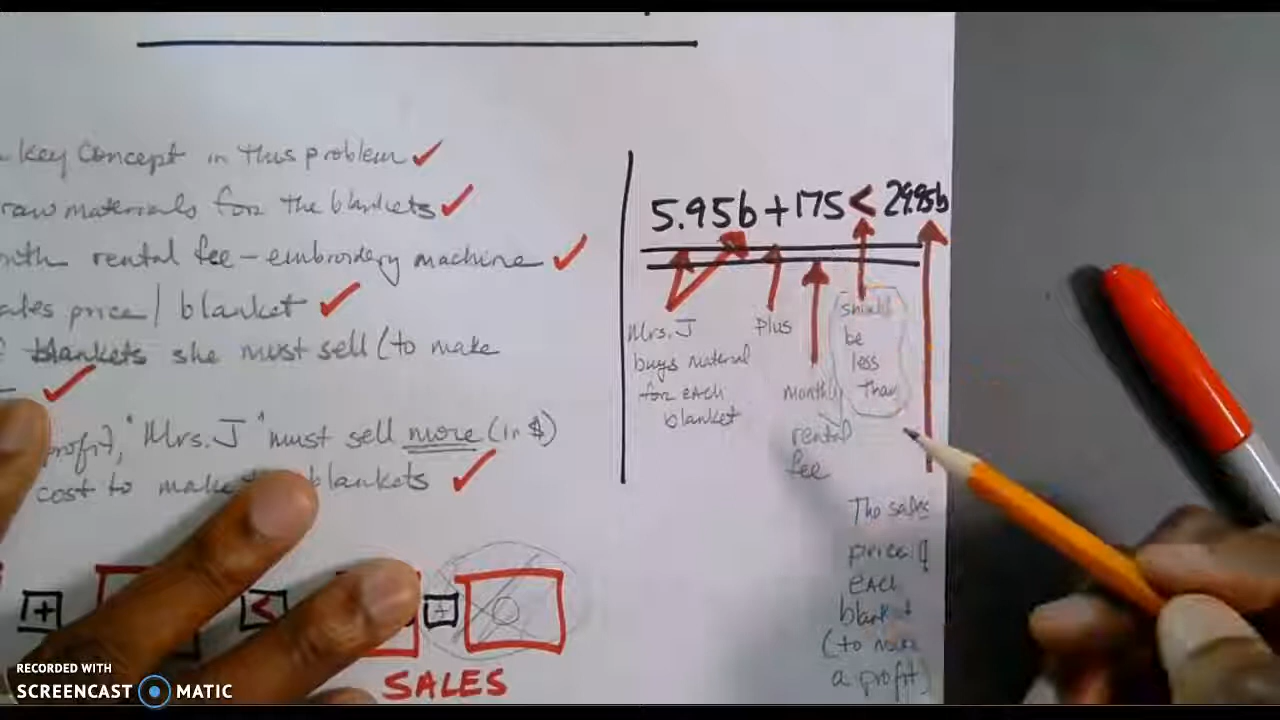 Key Concept in this problem
raw materials for the blankets
nth rental fee - embroidery machine
ales price / blanket
blankets she must sell (to make
profit, "Mrs. J" must sell more (in $)
cost to make blankets
+
<
+
SALES
5.95b + 175 < 29.95b
Mrs. J
buys material
for each
blanket
Plus
monthly
rental
fee
should
be
less
than
The sales
price of
each
blanket
(to make
a profit)
RECORDED WITH
SCREENCAST MATIC